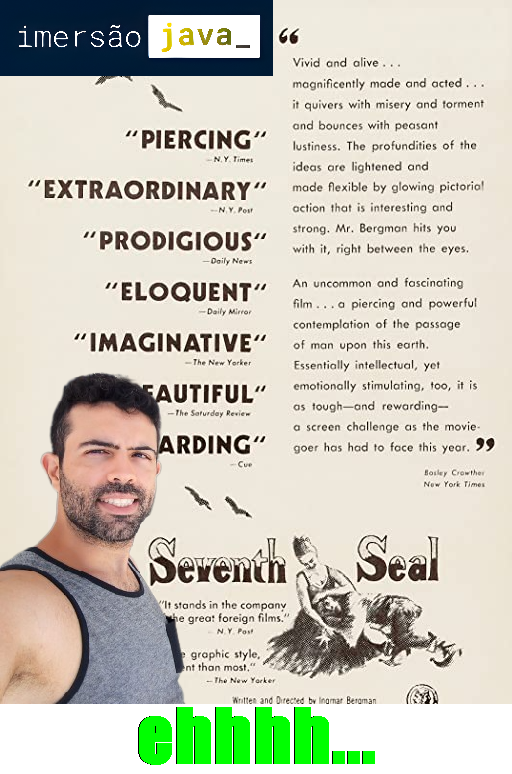 imersão java_
"PIERCING"
—N.Y. Times
"EXTRAORDINARY"
—N.Y. Post
"PRODIGIOUS"
—Daily News
"ELOQUENT"
—Daily Mirror
"IMAGINATIVE"
—The New Yorker
EAUTIFUL"
—The Saturday Review
ARDING"
—Cue
“
Vivid and alive . . .
magnificently made and acted . . .
it quivers with misery and torment
and bounces with peasant
lustiness. The profundities of the
ideas are lightened and
made flexible by glowing pictorial
action that is interesting and
strong. Mr. Bergman hits you
with it, right between the eyes.
An uncommon and fascinating
film . . . a piercing and powerful
contemplation of the passage
of man upon this earth.
Essentially intellectual, yet
emotionally stimulating, too, it is
as tough—and rewarding—
a screen challenge as the movie-
goer has had to face this year. ”
Bosley Crowther
New York Times
Seventh Seal
"It stands in the company
the great foreign films."
— N.Y. Post
e graphic style,
ent than most."
—The New Yorker
Written and Directed by Ingmar Bergman
ehhhh...